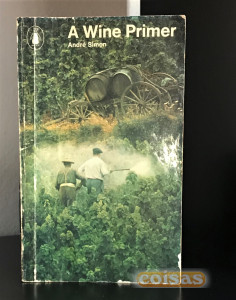 A Wine Primer
André Simon
coisas